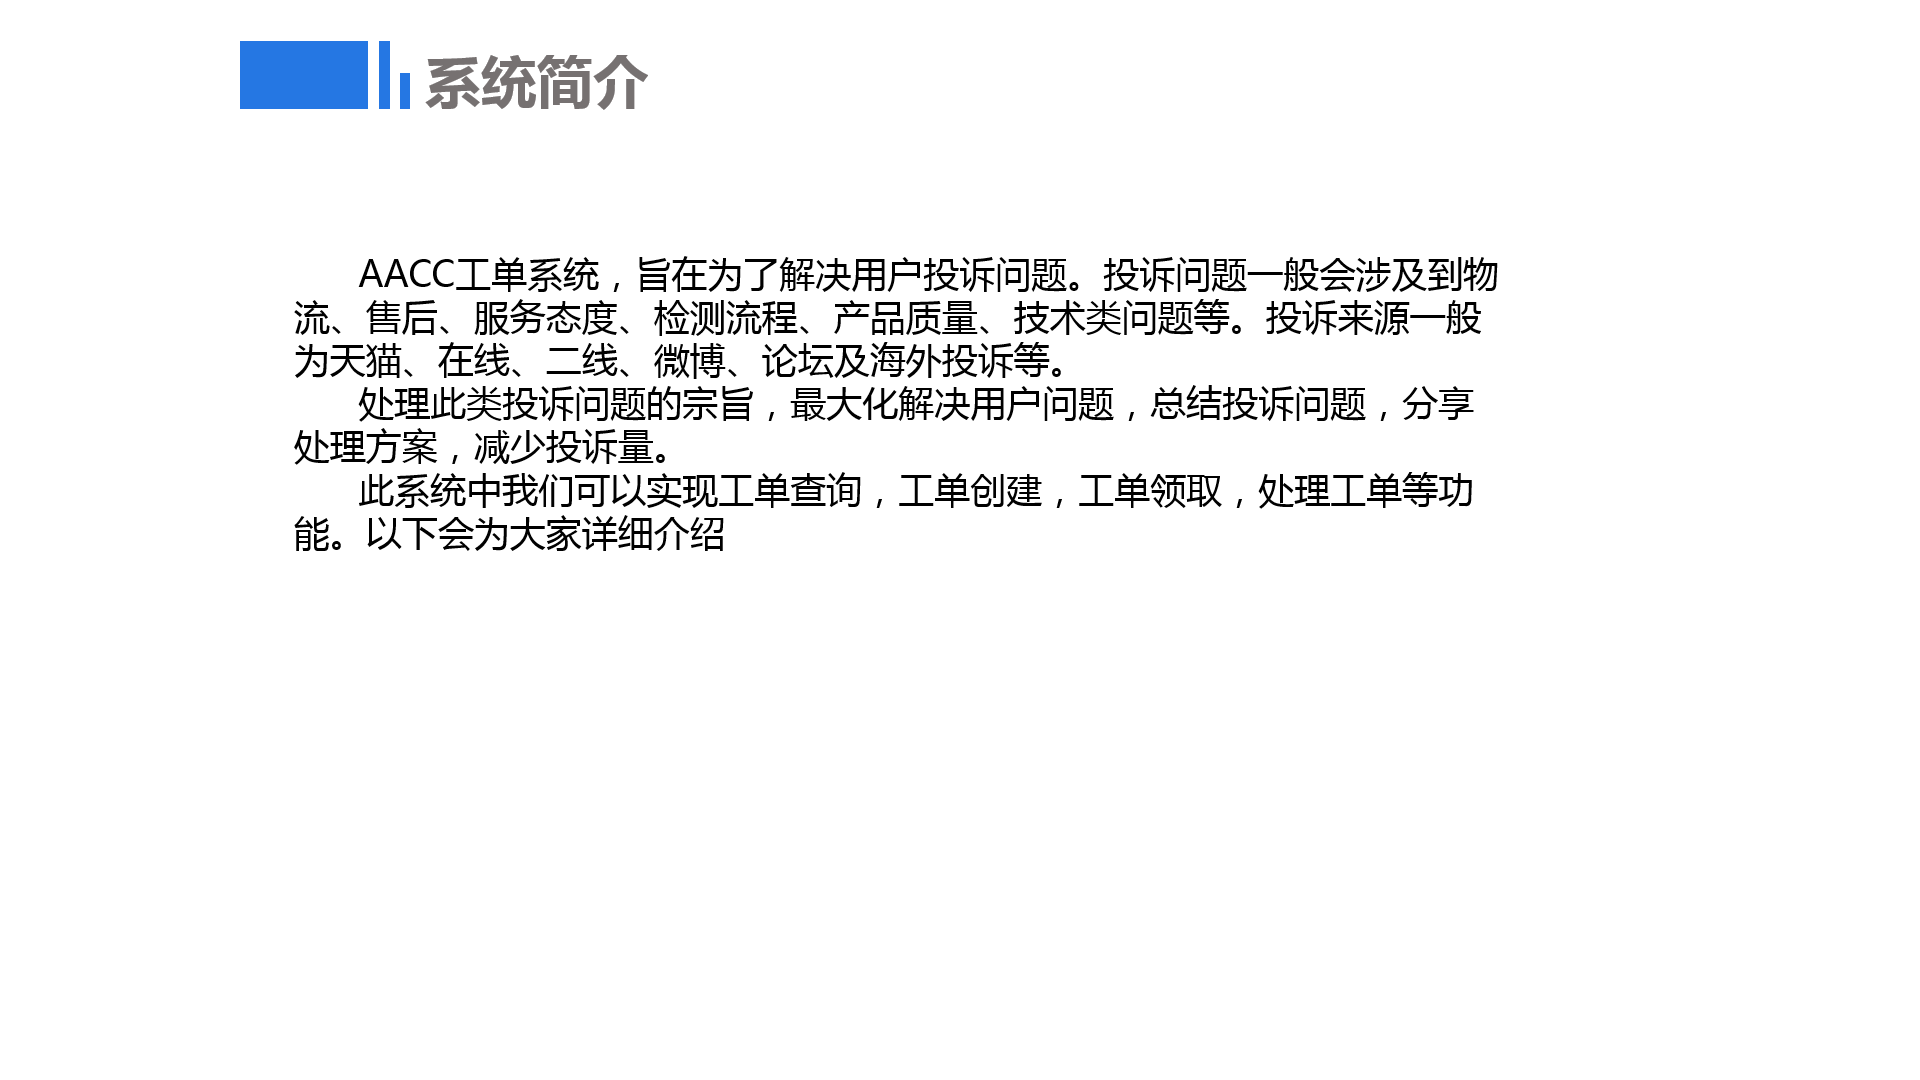 系统简介
AACC工单系统，旨在为了解决用户投诉问题。投诉问题一般会涉及到物
流、售后、服务态度、检测流程、产品质量、技术类问题等。投诉来源一般
为天猫、在线、二线、微博、论坛及海外投诉等。
处理此类投诉问题的宗旨，最大化解决用户问题，总结投诉问题，分享
处理方案，减少投诉量。
此系统中我们可以实现工单查询，工单创建，工单领取，处理工单等功
能。以下会为大家详细介绍